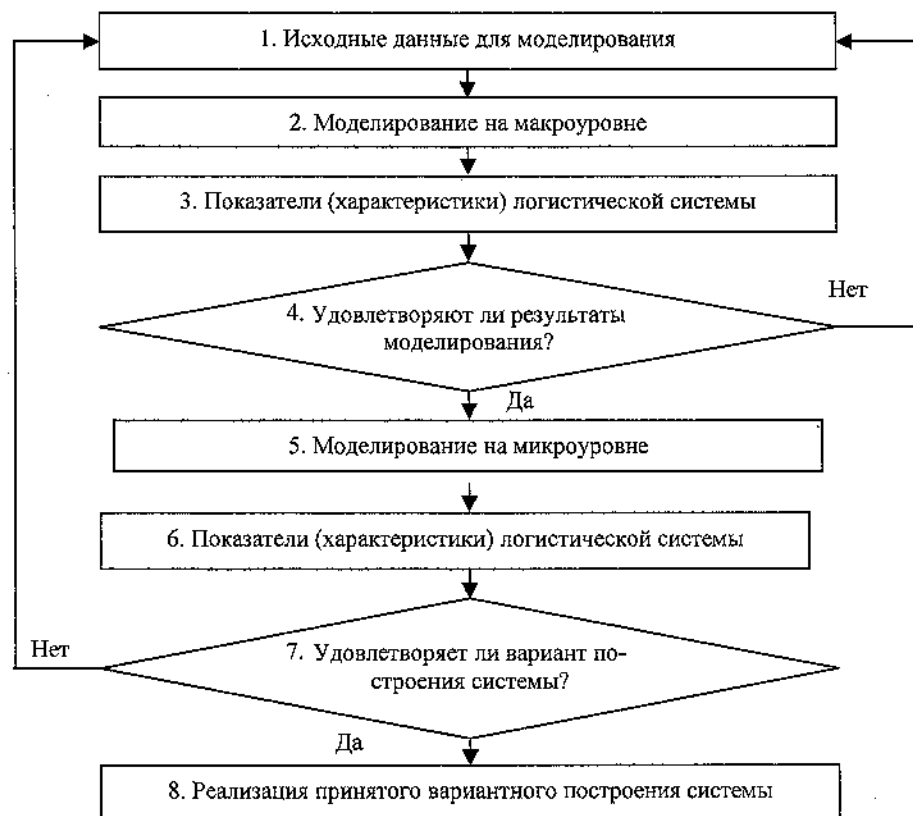 1. Исходные данные для моделирования
2. Моделирование на макроуровне
3. Показатели (характеристики) логистической системы
Нет
4. Удовлетворяют ли результаты
моделирования?
Да
5. Моделирование на микроуровне
6. Показатели (характеристики) логистической системы
Нет
7. Удовлетворяет ли вариант по-
строения системы?
Да
8. Реализация принятого вариантного построения системы